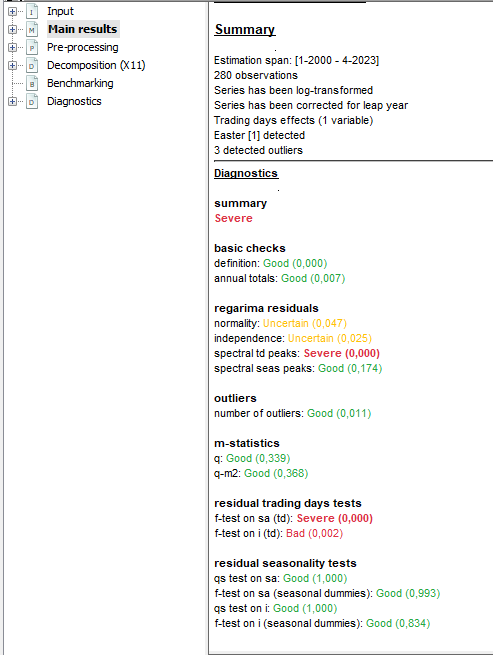 Input
Main results
Pre-processing
Decomposition (X11)
Benchmarking
Diagnostics
Summary
Estimation span: [1-2000 - 4-2023]
280 observations
Series has been log-transformed
Series has been corrected for leap year
Trading days effects (1 variable)
Easter [1] detected
3 detected outliers
Diagnostics
summary
Severe
basic checks
definition: Good (0,000)
annual totals: Good (0,007)
regarima residuals
normality: Uncertain (0,047)
independence: Uncertain (0,025)
spectral td peaks: Severe (0,000)
spectral seas peaks: Good (0,174)
outliers
number of outliers: Good (0,011)
m-statistics
q: Good (0,339)
q-m2: Good (0,368)
residual trading days tests
f-test on sa (td): Severe (0,000)
f-test on i (td): Bad (0,002)
residual seasonality tests
qs test on sa: Good (1,000)
f-test on sa (seasonal dummies): Good (0,993)
qs test on i: Good (1,000)
f-test on i (seasonal dummies): Good (0,834)